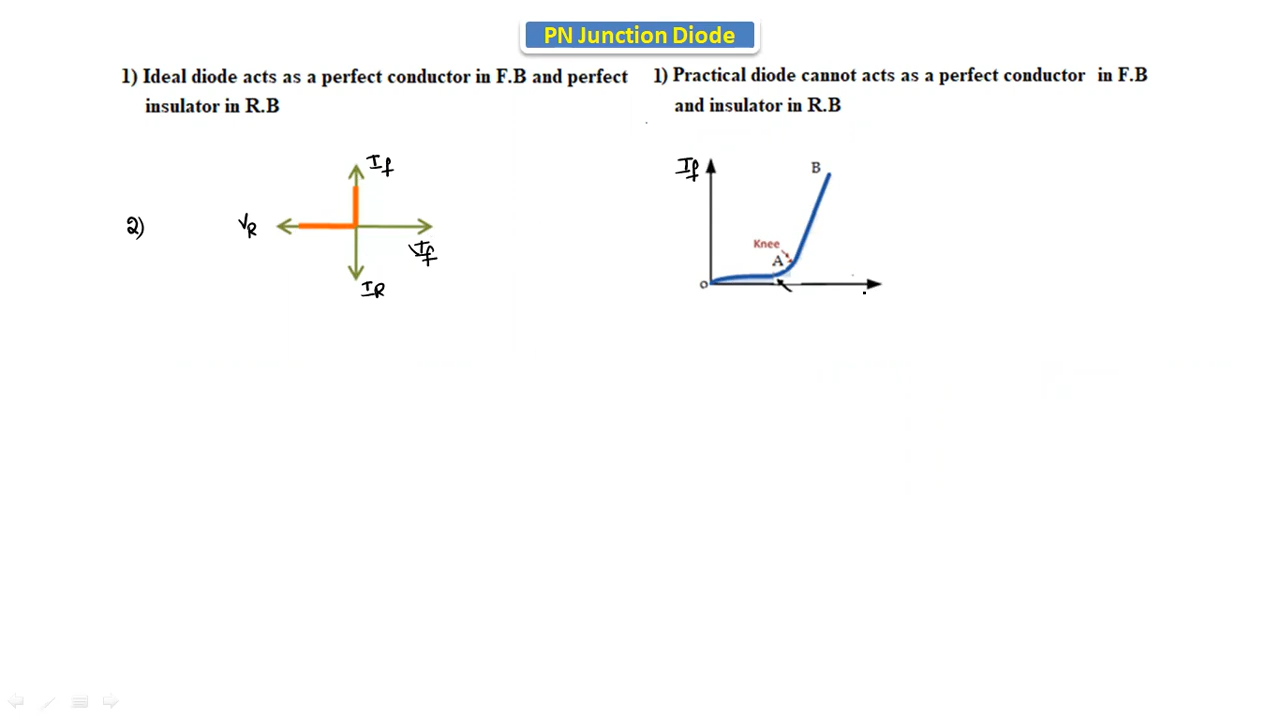 PN Junction Diode
1) Ideal diode acts as a perfect conductor in F.B and perfect
insulator in R.B
1) Practical diode cannot acts as a perfect conductor in F.B
and insulator in R.B
2)
If
VR
IR
If
B
Knee
A
O